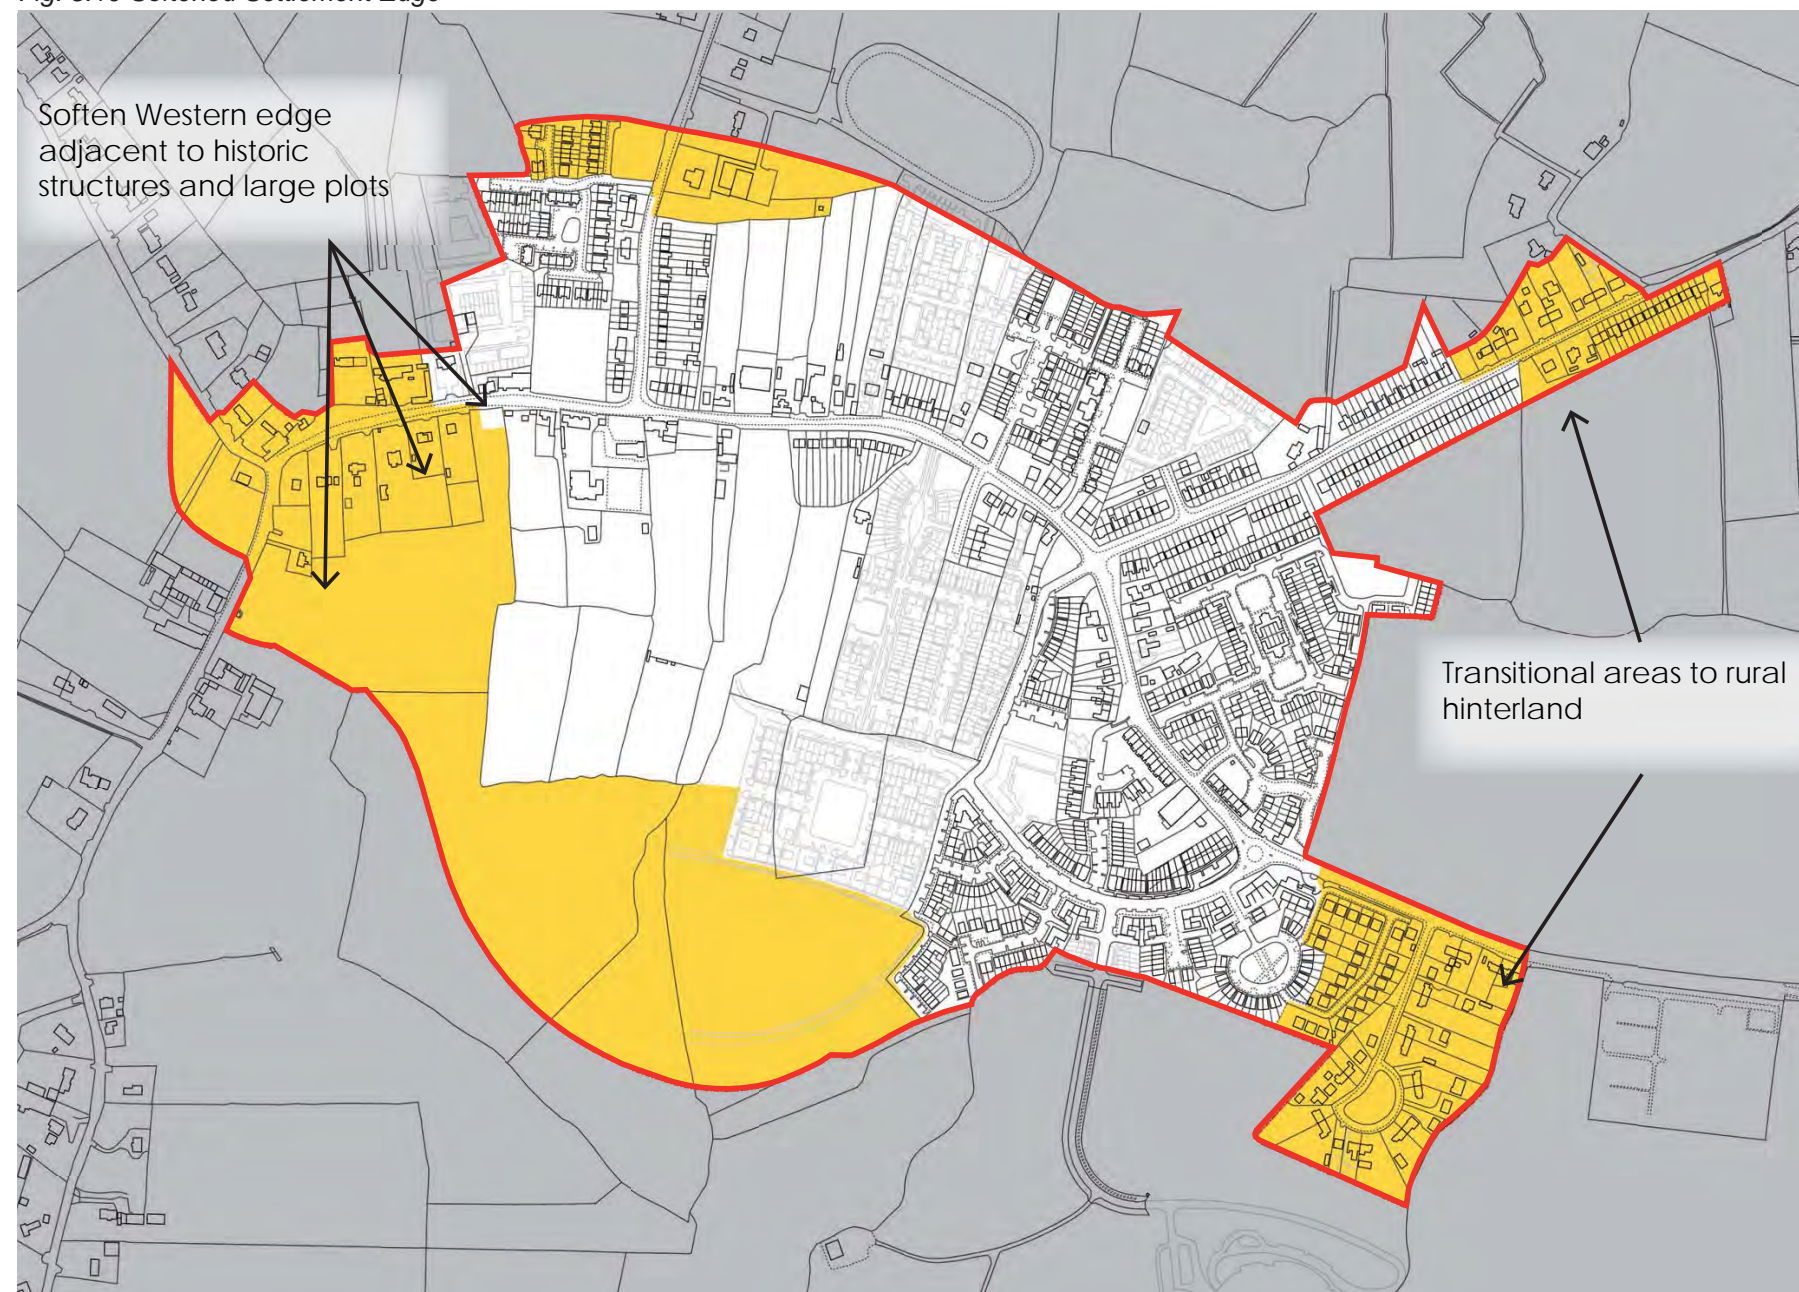 Soften Western edge
adjacent to historic
structures and large plots
Transitional areas to rural
hinterland